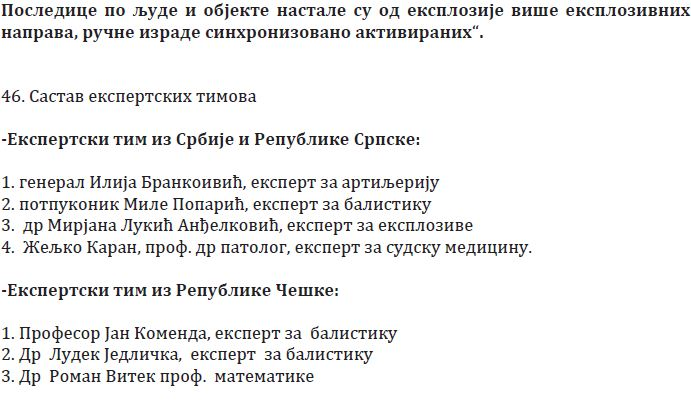 Последице по људе и објекте настале су од експлозије више експлозивних
направа, ручне израде синхронизовано активираних“.
46. Састав експертских тимова
-Експертски тим из Србије и Републике Српске:
1. генерал Илија Бранкоивић, експерт за артиљерију
2. потпуконик Миле Попарић, експерт за балистику
3. др Мирјана Лукић Анђелковић, експерт за експлозиве
4. Жељко Каран, проф. др патолог, експерт за судску медицину.
-Експертски тим из Републике Чешке:
1. Професор Јан Коменда, експерт за балистику
2. Др Лудек Једличка, експерт за балистику
3. Др Роман Витек проф. математике